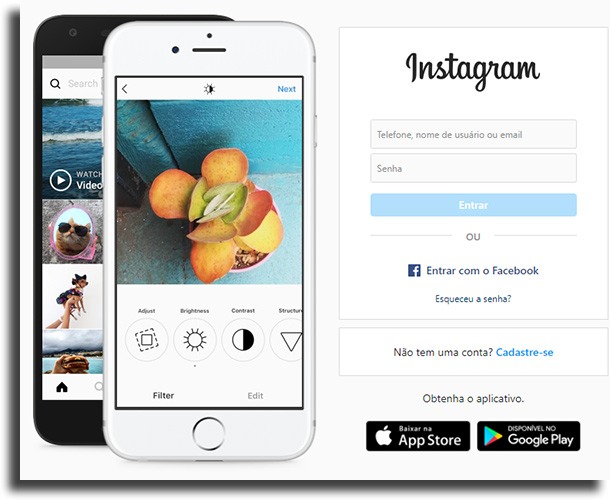 Search
WATCH
Video
Next
Adjust
Brightness
Contrast
Structure
Filter
Edit
Instagram
Telefone, nome de usuário ou email
Senha
Entrar
OU
Entrar com o Facebook
Esqueceu a senha?
Não tem uma conta? Cadastre-se
Obtenha o aplicativo.
Baixar na
App Store
DISPONÍVEL NO
Google Play